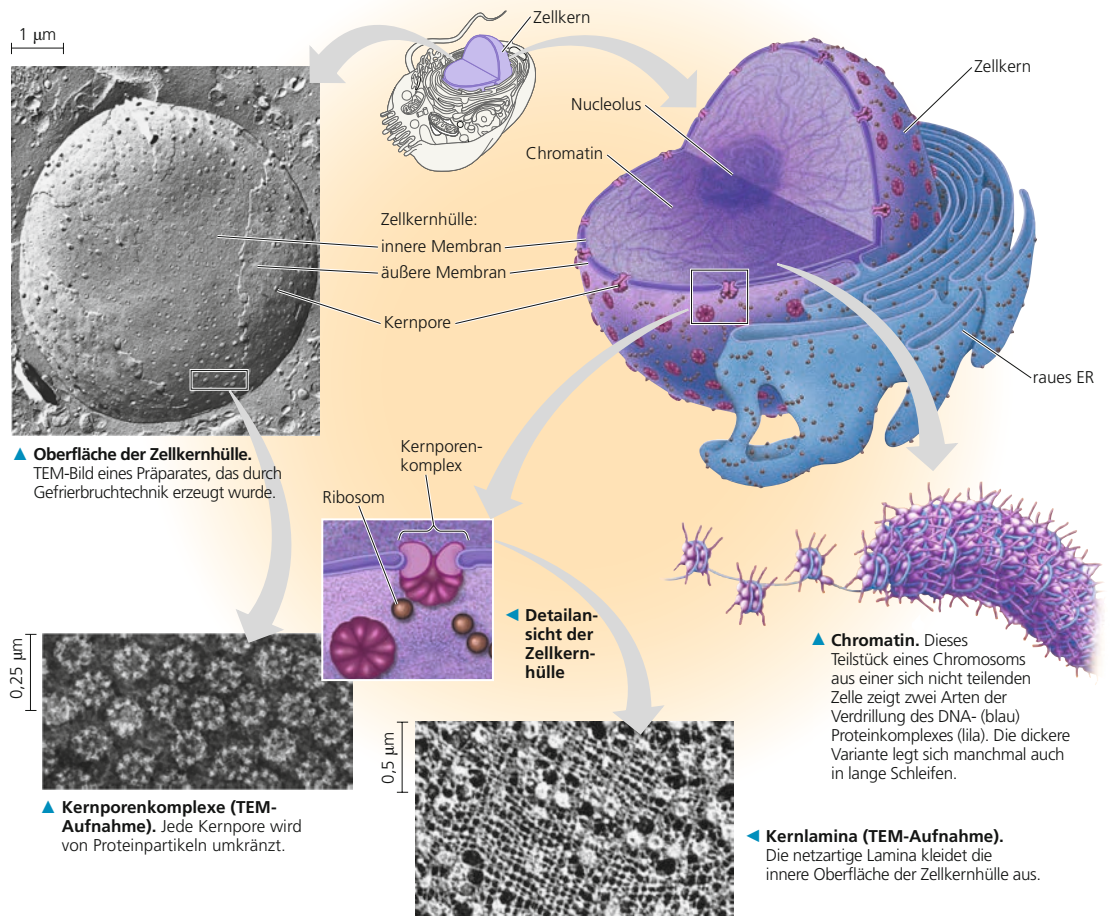 1 µm
Zellkern
Zellkern
Nucleolus
Chromatin
Zellkernhülle:
innere Membran
äußere Membran
Kernpore
raues ER
▲ Oberfläche der Zellkernhülle.
TEM-Bild eines Präparates, das durch
Gefrierbruchtechnik erzeugt wurde.
Kernporen-
komplex
Ribosom
◄ Detailan-
sicht der
Zellkern-
hülle
▲ Chromatin. Dieses
Teilstück eines Chromosoms
aus einer sich nicht teilenden
Zelle zeigt zwei Arten der
Verdrillung des DNA- (blau)
Proteinkomplexes (lila). Die dickere
Variante legt sich manchmal auch
in lange Schleifen.
0,25 µm
▲ Kernporenkomplexe (TEM-
Aufnahme). Jede Kernpore wird
von Proteinpartikeln umkränzt.
0,5 µm
◄ Kernlamina (TEM-Aufnahme).
Die netzartige Lamina kleidet die
innere Oberfläche der Zellkernhülle aus.